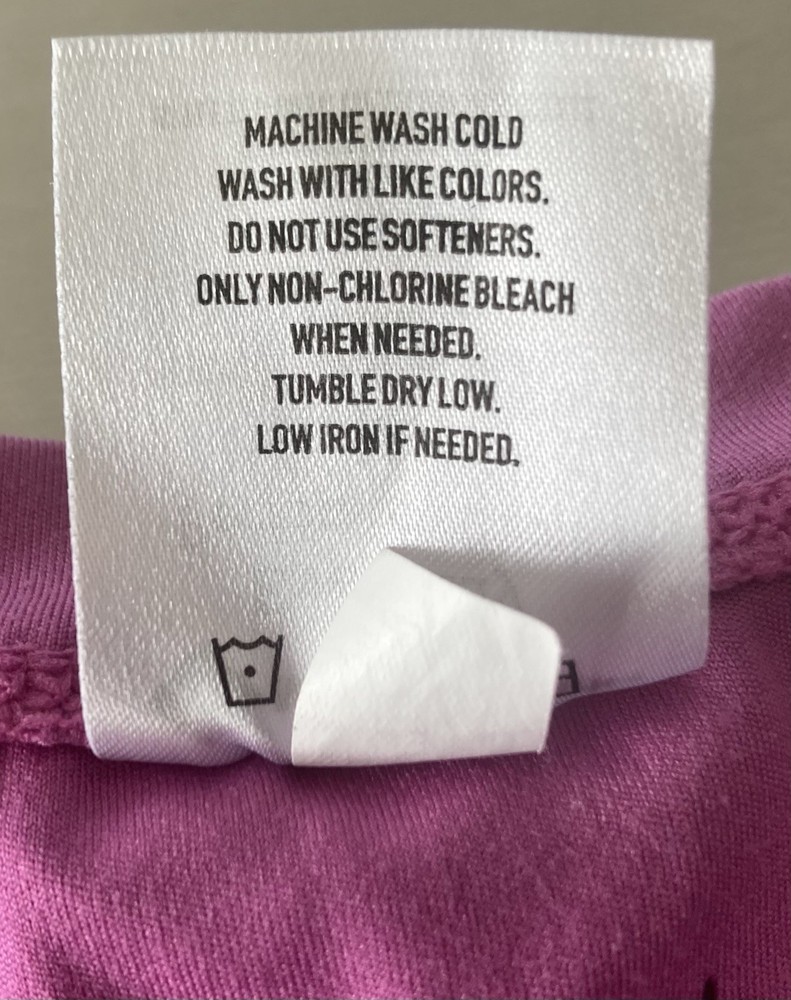 MACHINE WASH COLD
WASH WITH LIKE COLORS.
DO NOT USE SOFTENERS.
ONLY NON-CHLORINE BLEACH
WHEN NEEDED.
TUMBLE DRY LOW.
LOW IRON IF NEEDED.